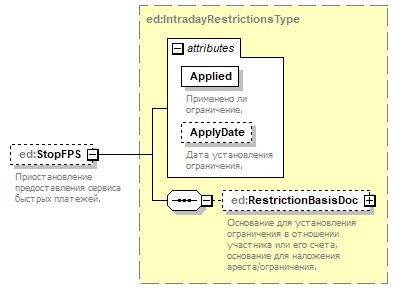 ed:IntradayRestrictionsType
attributes
Applied
Применено ли
ограничение.
ApplyDate
Дата установления
ограничения.
ed:StopFPS
Приостановление
предоставления сервиса
быстрых платежей.
ed:RestrictionBasisDoc
Основание для установления
ограничения в отношении
участника или его счета,
основание для наложения
ареста/ограничения.